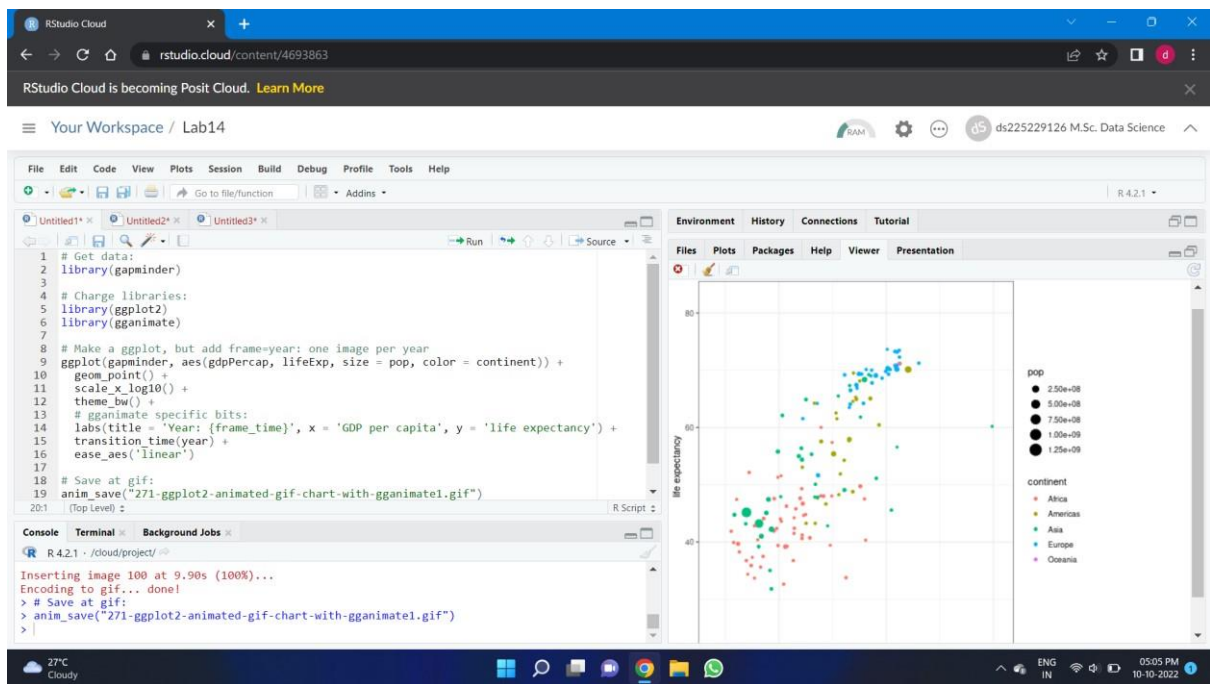 RStudio Cloud
rstudio.cloud/content/4693863
d
RStudio Cloud is becoming Posit Cloud. Learn More
Your Workspace / Lab14
RAM
dS ds225229126 M.Sc. Data Science
File Edit Code View Plots Session Build Debug Profile Tools Help
Go to file/function Addins R 4.2.1
Untitled1* Untitled2* Untitled3*
Run Source
1 # Get data:
2 library(gapminder)
3
4 # Charge libraries:
5 library(ggplot2)
6 library(gganimate)
7
8 # Make a ggplot, but add frame=year: one image per year
9 ggplot(gapminder, aes(gdpPercap, lifeExp, size = pop, color = continent)) +
10 geom_point() +
11 scale_x_log10() +
12 theme_bw() +
13 # gganimate specific bits:
14 labs(title = 'Year: {frame_time}', x = 'GDP per capita', y = 'life expectancy') +
15 transition_time(year) +
16 ease_aes('linear')
17
18 # Save at gif:
19 anim_save("271-ggplot2-animated-gif-chart-with-gganimate1.gif")
20:1 (Top Level) R Script
Console Terminal Background Jobs
R 4.2.1 · /cloud/project/
Inserting image 100 at 9.90s (100%)...
Encoding to gif... done!
> # Save at gif:
> anim_save("271-ggplot2-animated-gif-chart-with-gganimate1.gif")
>
Environment History Connections Tutorial
Files Plots Packages Help Viewer Presentation
80
60
40
life expectancy
pop
2.50e+08
5.00e+08
7.50e+08
1.00e+09
1.25e+09
continent
Africa
Americas
Asia
Europe
Oceania
27°C
Cloudy
ENG
IN
05:05 PM
10-10-2022
1